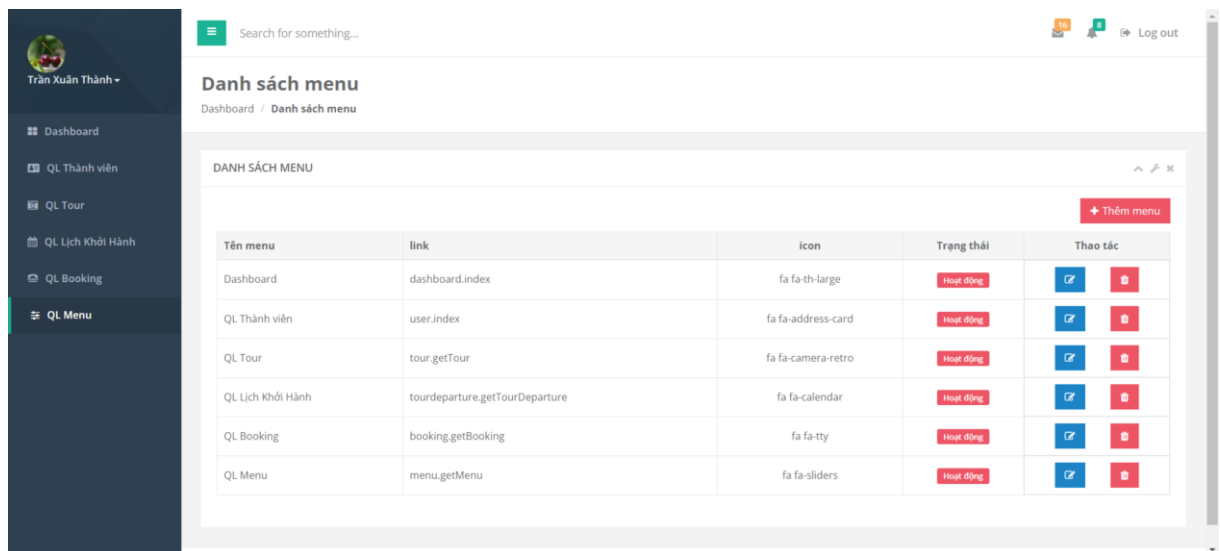 Trần Xuân Thành
Dashboard
QL Thành viên
QL Tour
QL Lịch Khởi Hành
QL Booking
QL Menu
Search for something...
16
8
Log out
Danh sách menu
Dashboard / Danh sách menu
DANH SÁCH MENU
+ Thêm menu
Tên menu link icon Trạng thái Thao tác
Dashboard dashboard.index fa fa-th-large Hoạt động
QL Thành viên user.index fa fa-address-card Hoạt động
QL Tour tour.getTour fa fa-camera-retro Hoạt động
QL Lịch Khởi Hành tourdeparture.getTourDeparture fa fa-calendar Hoạt động
QL Booking booking.getBooking fa fa-tty Hoạt động
QL Menu menu.getMenu fa fa-sliders Hoạt động